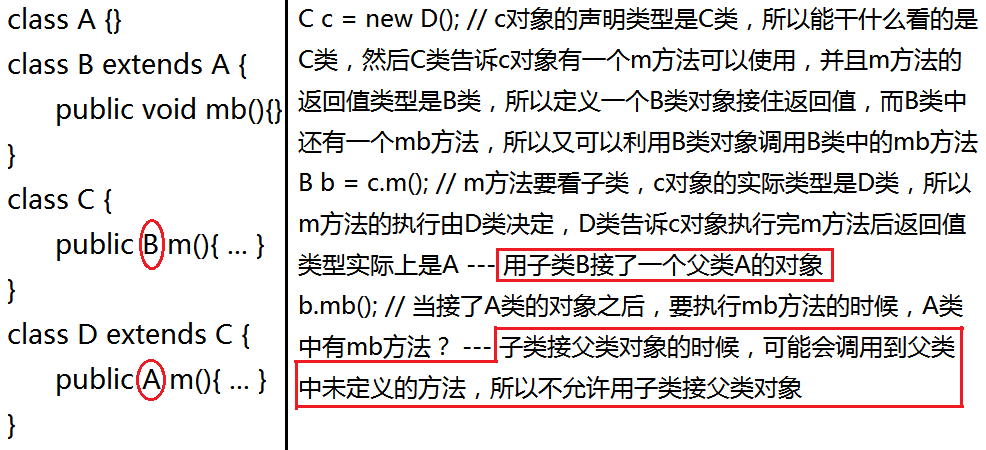 class A {}
class B extends A {
public void mb(){}
}
class C {
public B m(){ ... }
}
class D extends C {
public A m(){ ... }
}
C c = new D(); // c对象的声明类型是C类，所以能干什么看的是
C类，然后C类告诉c对象有一个m方法可以使用，并且m方法的
返回值类型是B类，所以定义一个B类对象接住返回值，而B类中
还有一个mb方法，所以又可以利用B类对象调用B类中的mb方法
B b = c.m(); // m方法要看子类，c对象的实际类型是D类，所以
m方法的执行由D类决定，D类告诉c对象执行完m方法后返回值
类型实际上是A --- 用子类B接了一个父类A的对象
b.mb(); // 当接了A类的对象之后，要执行mb方法的时候，A类
中有mb方法？ --- 子类接父类对象的时候，可能会调用到父类
中未定义的方法，所以不允许用子类接父类对象